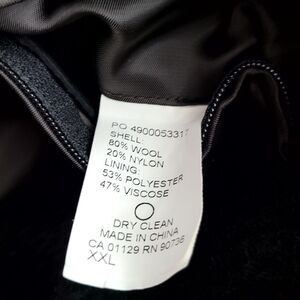 PO 4900053317
SHELL:
80% WOOL
20% NYLON
LINING:
53% POLYESTER
47% VISCOSE
DRY CLEAN
MADE IN CHINA
CA 01129 RN 90736
XXL